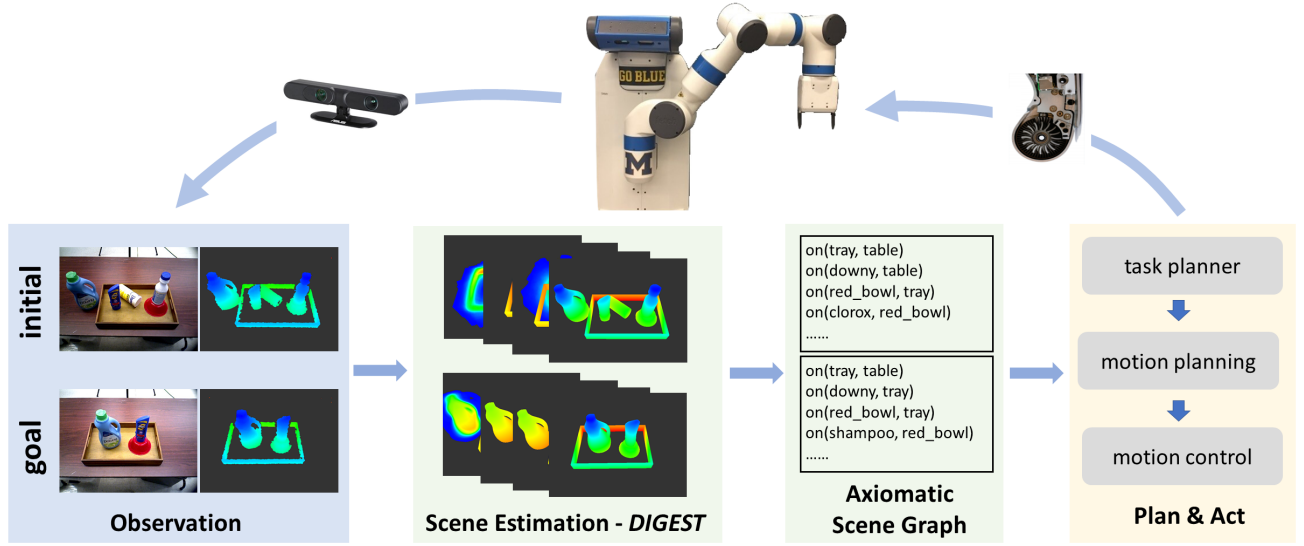 GO BLUE
M
initial
goal
Observation
Scene Estimation - DIGEST
on(tray, table)
on(downy, table)
on(red_bowl, tray)
on(clorox, red_bowl)
......
on(tray, table)
on(downy, tray)
on(red_bowl, tray)
on(shampoo, red_bowl)
......
Axiomatic
Scene Graph
task planner
motion planning
motion control
Plan & Act